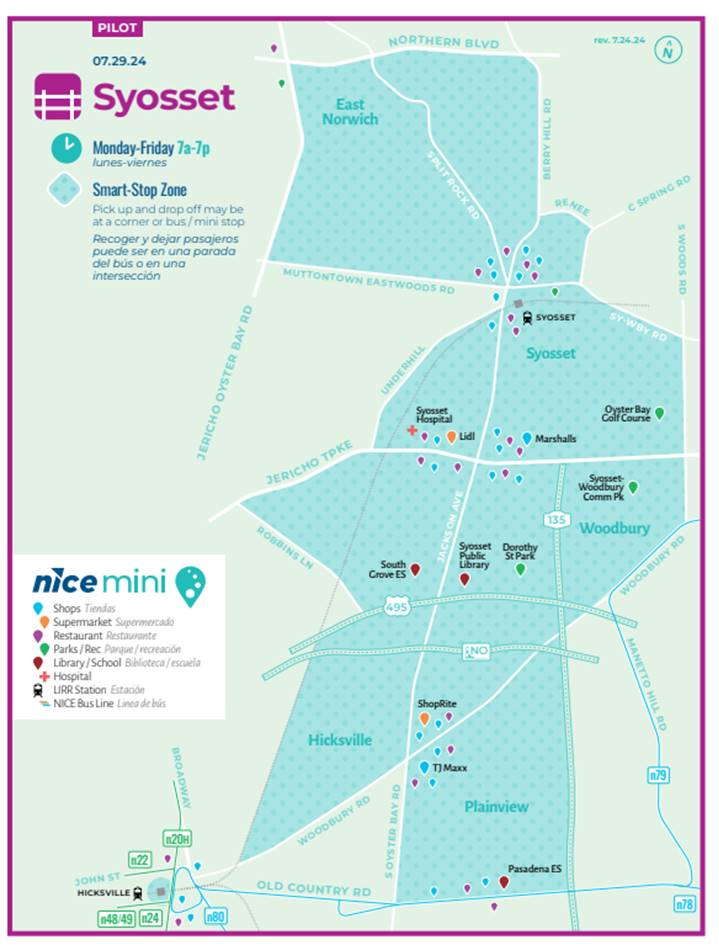 PILOT
07.29.24
Syosset
Monday-Friday 7a-7p
lunes-viernes
Smart-Stop Zone
Pick up and drop off may be
at a corner or bus / mini stop
Recoger y dejar pasajeros
puede ser en una parada
del bús o en una
intersección
rev. 7.24.24
N
NORTHERN BLVD
East
Norwich
SPLIT ROCK RD
BERRY HILL RD
RENEE
C SPRING RD
S WOODS RD
MUTTONTOWN EASTWOODS RD
JERICHO OYSTER BAY RD
SYOSSET
SY-WBY RD
Syosset
UNDERHILL
Syosset
Hospital
Lidl
Marshalls
Oyster Bay
Golf Course
JERICHO TPKE
Syosset-
Woodbury
Comm Pk
135
Woodbury
JACKSON AVE
ROBBINS LN
South
Grove ES
Syosset
Public
Library
Dorothy
St Park
WOODBURY RD
495
NO
MANETTO HILL RD
nice mini
Shops Tiendas
Supermarket Supermercado
Restaurant Restaurante
Parks / Rec Parque / recreación
Library / School Biblioteca / escuela
Hospital
LIRR Station Estación
NICE Bus Line Linea de bús
ShopRite
Hicksville
TJ Maxx
n79
Plainview
BROADWAY
WOODBURY RD
S OYSTER BAY RD
n20H
n22
JOHN ST
HICKSVILLE
OLD COUNTRY RD
Pasadena ES
n48/49
n24
n80
n78